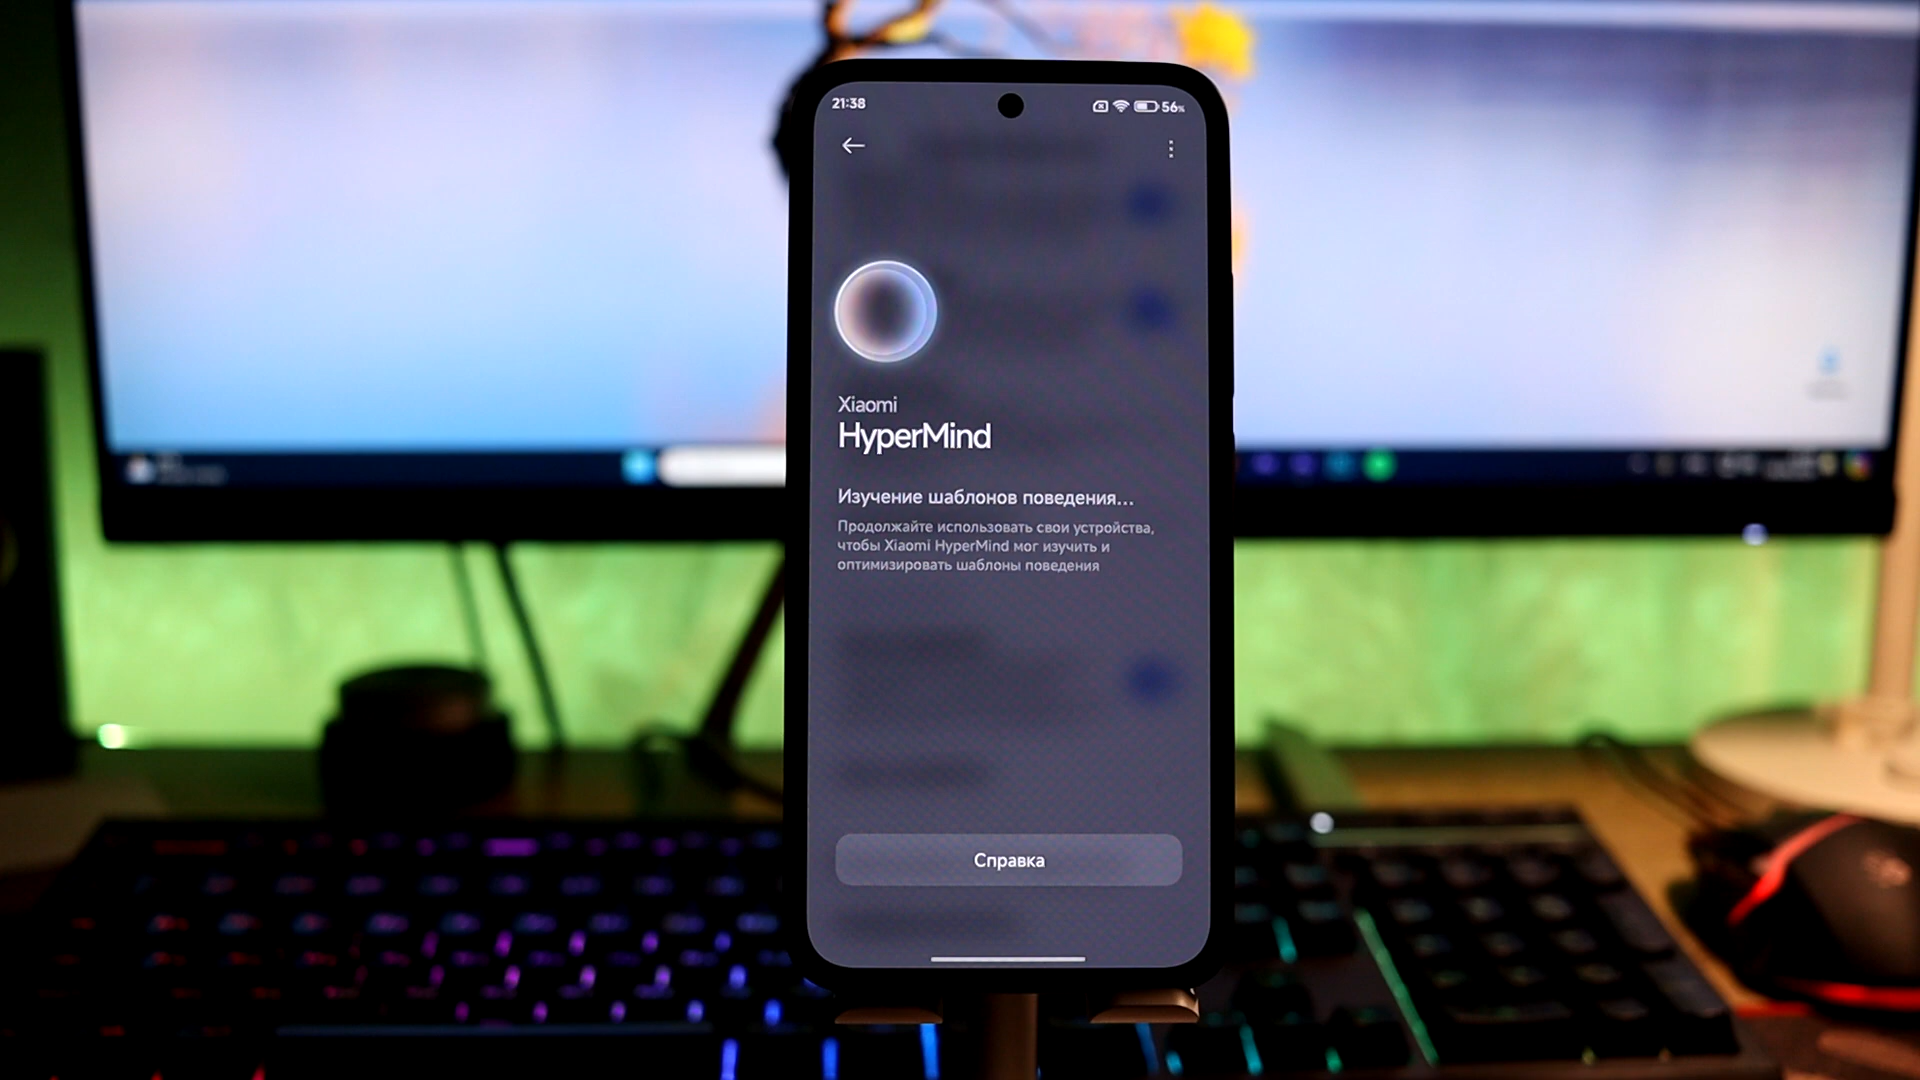 21:38
56%
Xiaomi
HyperMind
Изучение шаблонов поведения...
Продолжайте использовать свои устройства,
чтобы Xiaomi HyperMind мог изучить и
оптимизировать шаблоны поведения
Справка